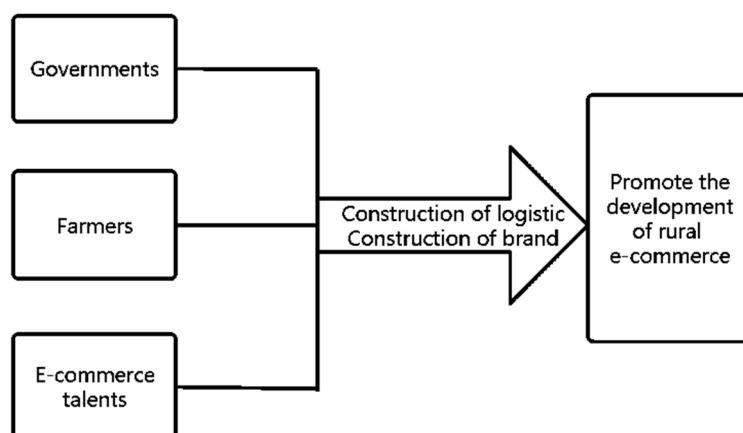 Governments
Farmers
E-commerce
talents
Construction of logistic
Construction of brand
Promote the
development
of rural
e-commerce